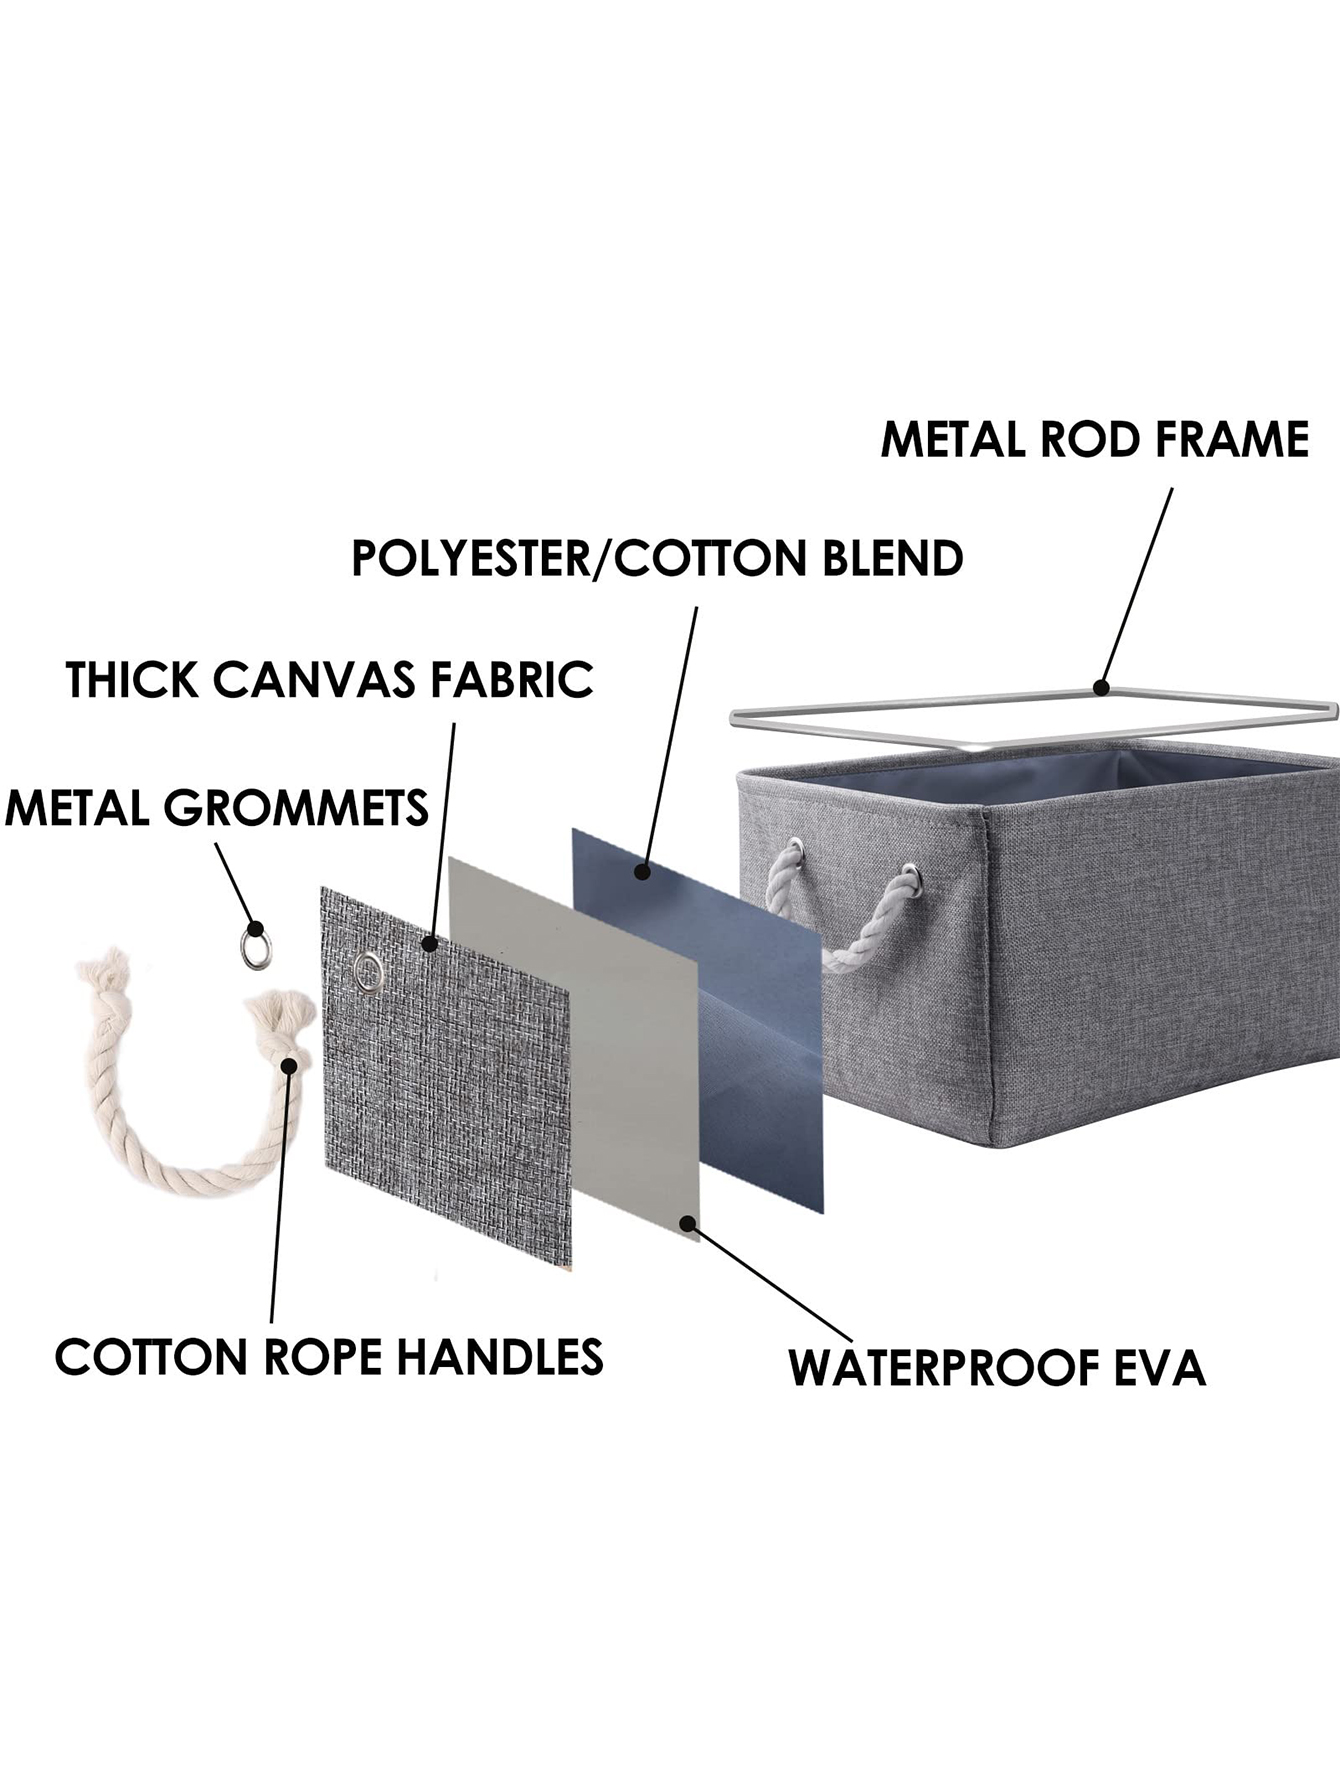 METAL ROD FRAME
POLYESTER/COTTON BLEND
THICK CANVAS FABRIC
METAL GROMMETS
COTTON ROPE HANDLES
WATERPROOF EVA